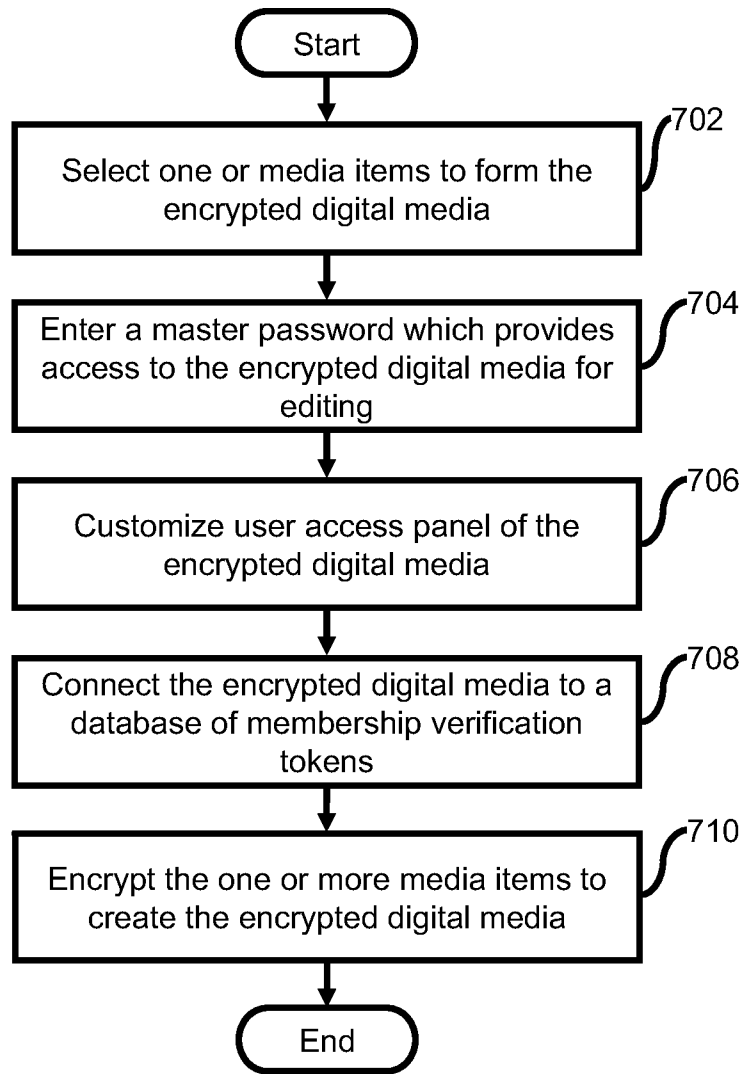 Start
702
Select one or media items to form the
encrypted digital media
704
Enter a master password which provides
access to the encrypted digital media for
editing
706
Customize user access panel of the
encrypted digital media
708
Connect the encrypted digital media to a
database of membership verification
tokens
710
Encrypt the one or more media items to
create the encrypted digital media
End